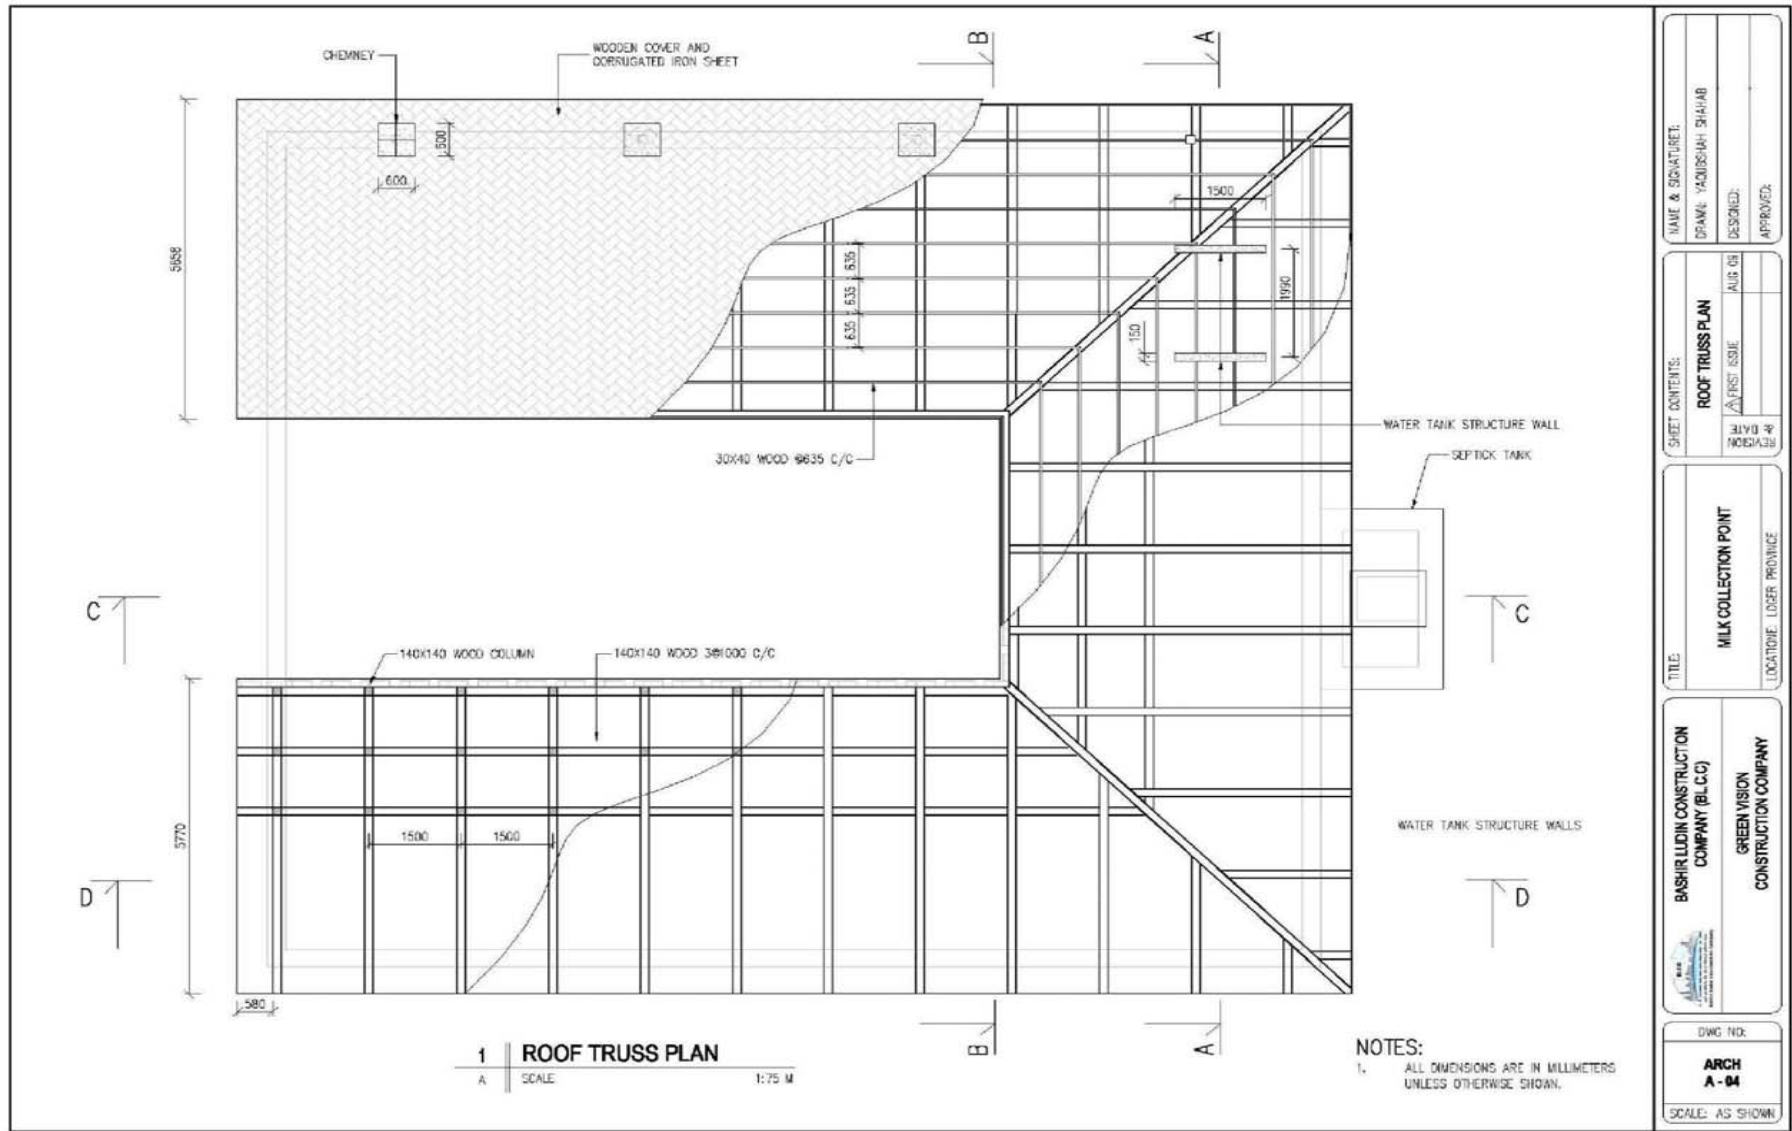 CHEMNEY
WOODEN COVER AND
CORRUGATED IRON SHEET
B
A
600
600
5658
1500
635
635
635
1990
150
WATER TANK STRUCTURE WALL
30X40 WOOD @635 C/C
SEPTICK TANK
C
C
140X140 WOOD COLUMN
140X140 WOOD 3@1000 C/C
5770
1500
1500
WATER TANK STRUCTURE WALLS
D
D
580
B
A
1
ROOF TRUSS PLAN
A
SCALE
1:75 M
NOTES:
1. ALL DIMENSIONS ARE IN MILLIMETERS
UNLESS OTHERWISE SHOWN.
NAME & SIGNATURET:
DRAWN: YAQUBSHAH SHAHAB
DESIGNED:
APPROVED:
SHEET CONTENTS:
ROOF TRUSS PLAN
FIRST ISSUE
AUG 09
REVISION
& DATE
TITLE:
MILK COLLECTION POINT
LOCATIONE: LOGER PROVINCE
BASHIR LUDIN CONSTRUCTION
COMPANY (BL.C.C)
GREEN VISION
CONSTRUCTION COMPANY
DWG NO:
ARCH
A - 04
SCALE: AS SHOWN